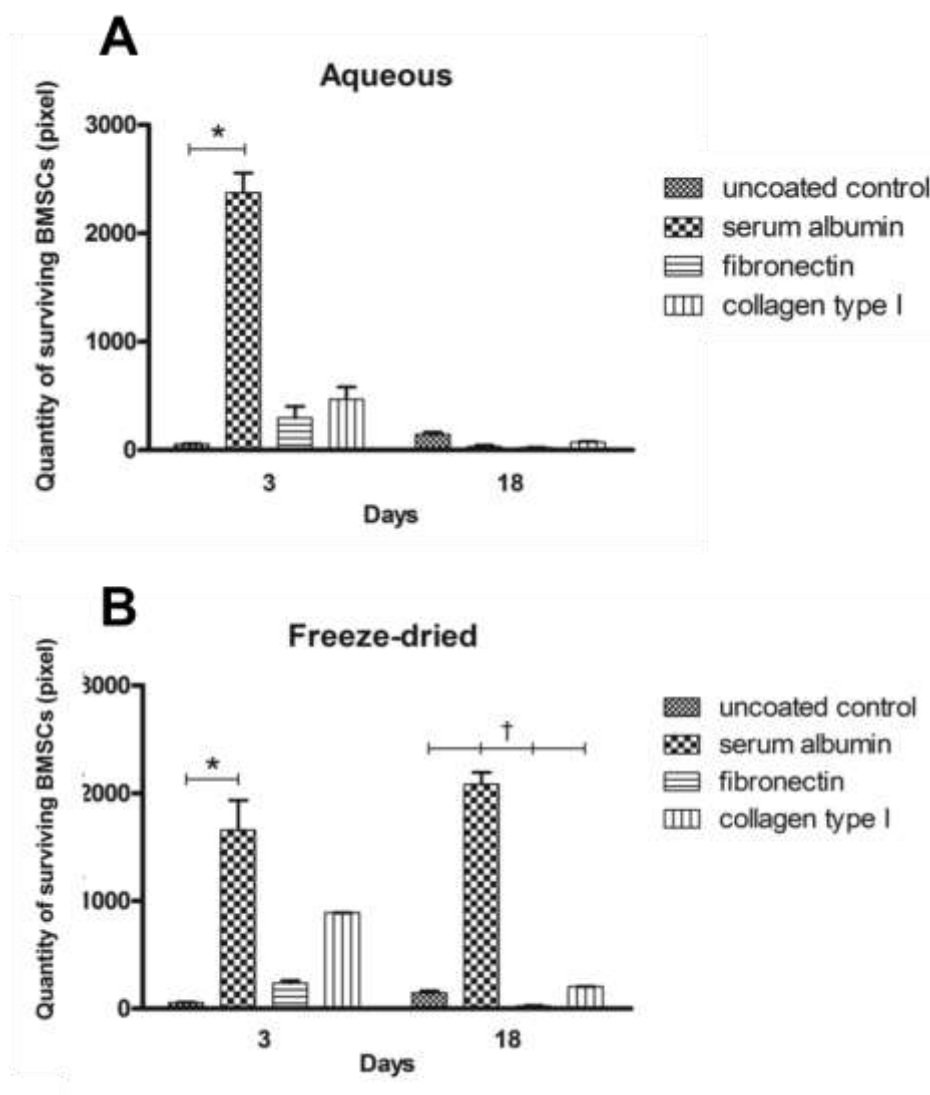 A
Aqueous
Quantity of surviving BMSCs (pixel)
3000
2000
1000
0
*
3
18
Days
uncoated control
serum albumin
fibronectin
collagen type I
B
Freeze-dried
Quantity of surviving BMSCs (pixel)
3000
2000
1000
0
*
†
3
18
Days
uncoated control
serum albumin
fibronectin
collagen type I